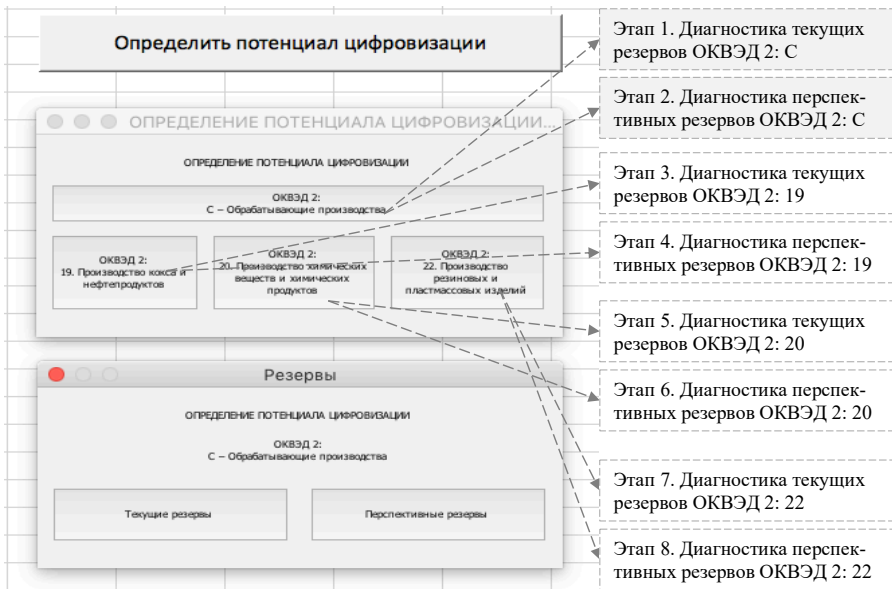 Определить потенциал цифровизации
ОПРЕДЕЛЕНИЕ ПОТЕНЦИАЛА ЦИФРОВИЗАЦИИ...
ОПРЕДЕЛЕНИЕ ПОТЕНЦИАЛА ЦИФРОВИЗАЦИИ
ОКВЭД 2:
С – Обрабатывающие производства
ОКВЭД 2:
19. Производство кокса и
нефтепродуктов
ОКВЭД 2:
20. Производство химических
веществ и химических
продуктов
ОКВЭД 2:
22. Производство
резиновых и
пластмассовых изделий
Резервы
ОПРЕДЕЛЕНИЕ ПОТЕНЦИАЛА ЦИФРОВИЗАЦИИ
ОКВЭД 2:
С – Обрабатывающие производства
Текущие резервы
Перспективные резервы
Этап 1. Диагностика текущих
резервов ОКВЭД 2: С
Этап 2. Диагностика перспек-
тивных резервов ОКВЭД 2: С
Этап 3. Диагностика текущих
резервов ОКВЭД 2: 19
Этап 4. Диагностика перспек-
тивных резервов ОКВЭД 2: 19
Этап 5. Диагностика текущих
резервов ОКВЭД 2: 20
Этап 6. Диагностика перспек-
тивных резервов ОКВЭД 2: 20
Этап 7. Диагностика текущих
резервов ОКВЭД 2: 22
Этап 8. Диагностика перспек-
тивных резервов ОКВЭД 2: 22